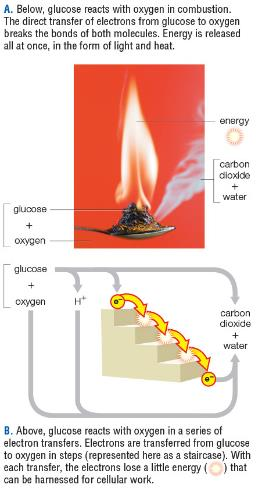 A. Below, glucose reacts with oxygen in combustion.
The direct transfer of electrons from glucose to oxygen
breaks the bonds of both molecules. Energy is released
all at once, in the form of light and heat.
energy
carbon
dioxide
+
water
glucose
+
oxygen
glucose
+
oxygen
H+
e–
carbon
dioxide
+
water
e–
B. Above, glucose reacts with oxygen in a series of
electron transfers. Electrons are transferred from glucose
to oxygen in steps (represented here as a staircase). With
each transfer, the electrons lose a little energy ( ) that
can be harnessed for cellular work.